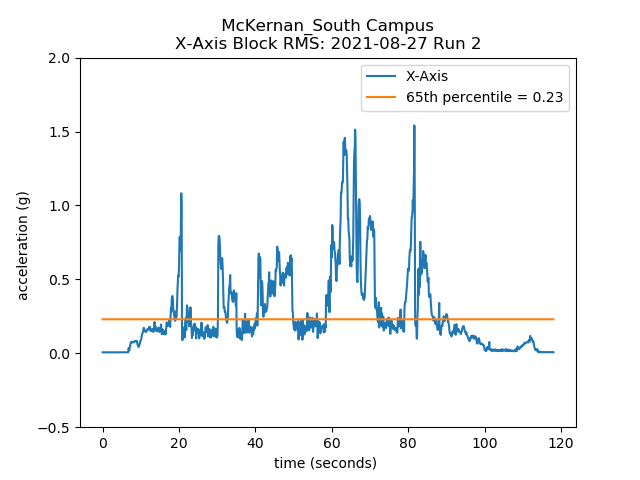 McKernan_South Campus
X-Axis Block RMS: 2021-08-27 Run 2
X-Axis
65th percentile = 0.23
acceleration (g)
2.0
1.5
1.0
0.5
0.0
−0.5
0 20 40 60 80 100 120
time (seconds)